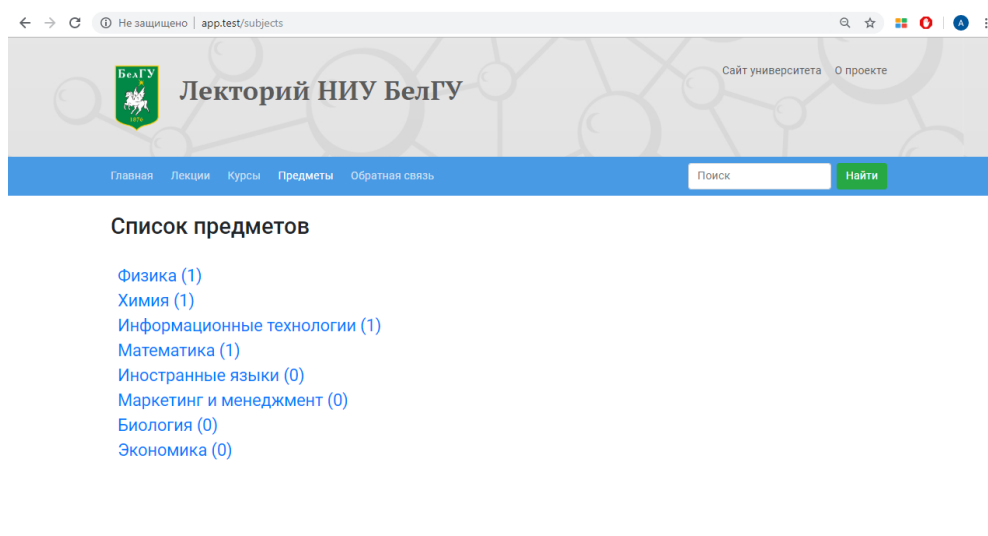 Не защищено | app.test/subjects
А
БелГУ
1876
Лекторий НИУ БелГУ
Сайт университета О проекте
Главная Лекции Курсы Предметы Обратная связь
Поиск Найти
Список предметов
Физика (1)
Химия (1)
Информационные технологии (1)
Математика (1)
Иностранные языки (0)
Маркетинг и менеджмент (0)
Биология (0)
Экономика (0)